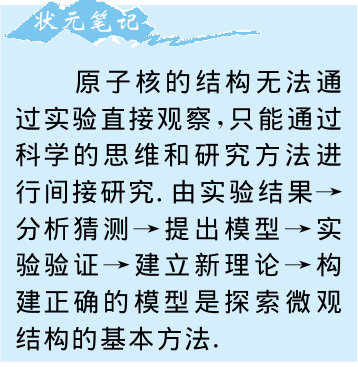 状元笔记
原子核的结构无法通
过实验直接观察,只能通过
科学的思维和研究方法进
行间接研究.由实验结果→
分析猜测→提出模型→实
验验证→建立新理论→构
建正确的模型是探索微观
结构的基本方法.